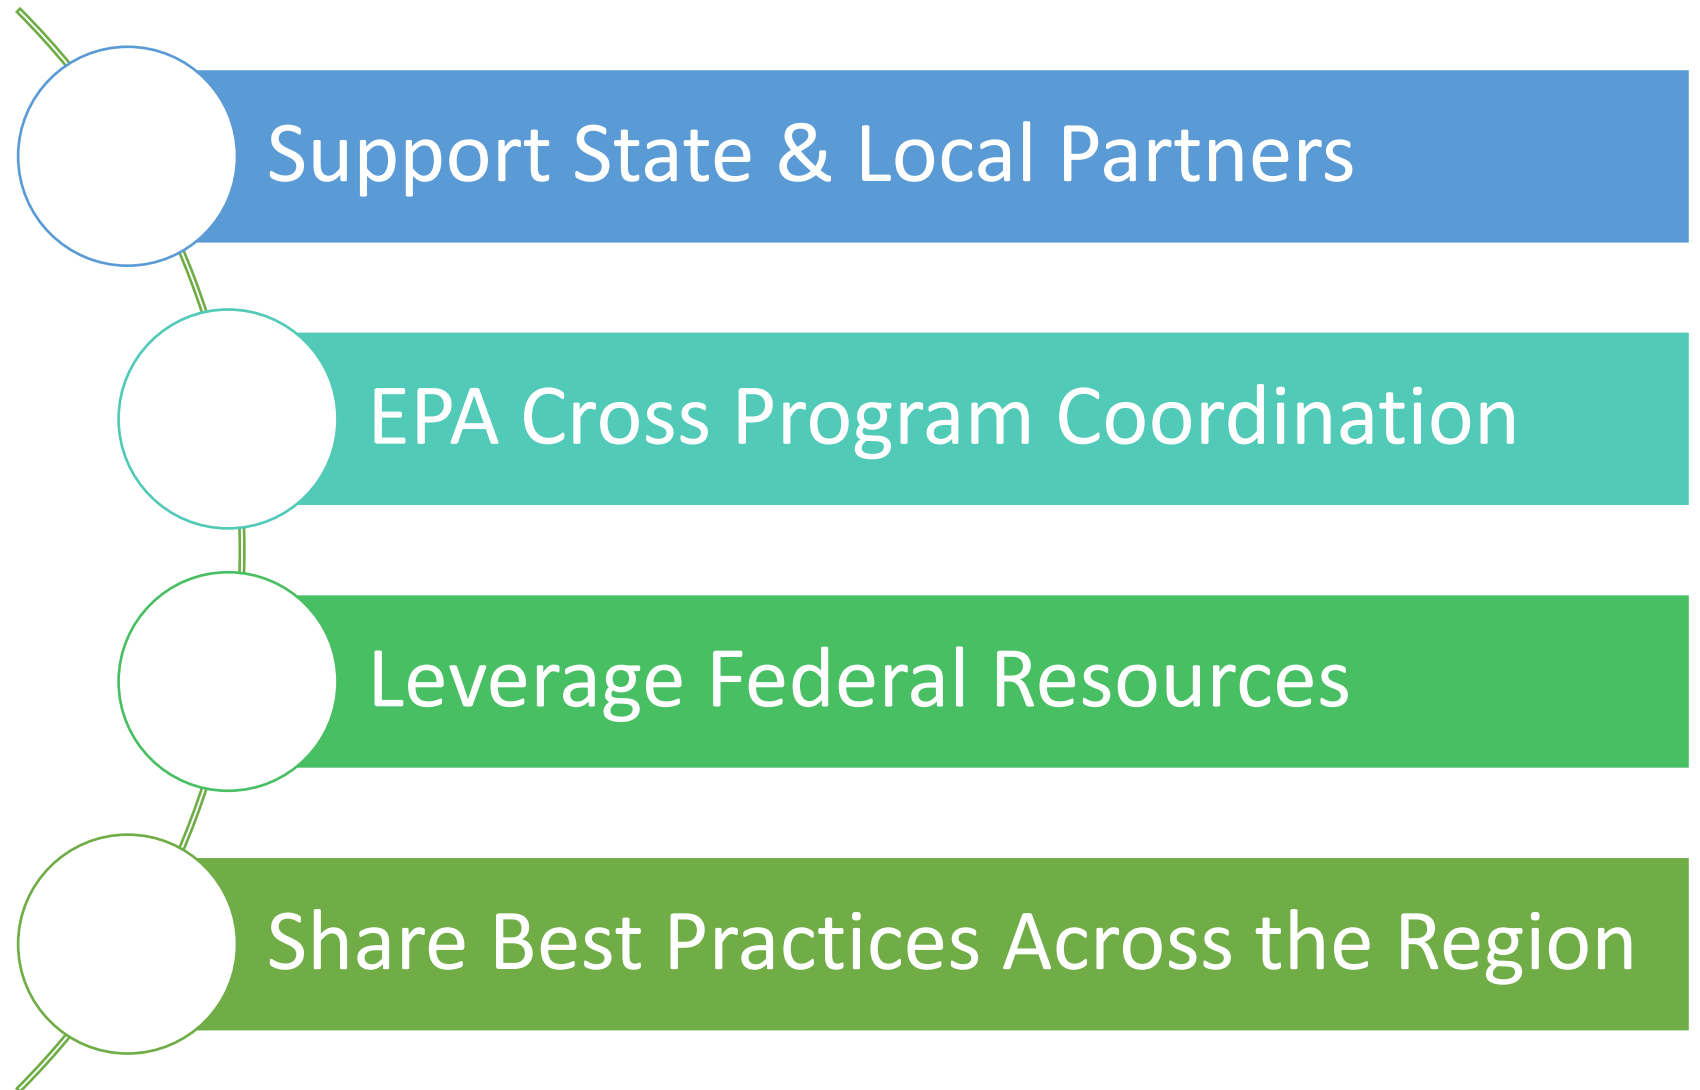 Support State & Local Partners
EPA Cross Program Coordination
Leverage Federal Resources
Share Best Practices Across the Region